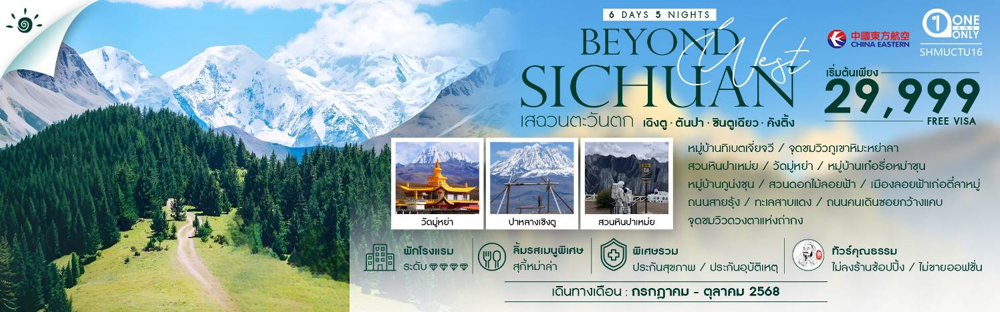 6 DAYS 5 NIGHTS
BEYOND
West
SICHUAN
เสฉวนตะวันตก เฉิงตู · ตันปา · ซินตูเฉียว · คังติ้ง
中國東方航空
CHINA EASTERN
1 ONE
AND
ONLY
SHMUCTU16
เริ่มต้นเพียง
29,999
FREE VISA
หมู่บ้านทิเบตเจี่ยจวี / จุดชมวิวภูเขาหิมะหย่าลา
สวนหินปาเหม่ย / วัดมู่หย่า / หมู่บ้านเก๋อรื่อหม่าชุน
หมู่บ้านกูน่งชุน / สวนดอกไม้ลอยฟ้า / เมืองลอยฟ้าเก่อตี๋ลาหมู่
ถนนสายรุ้ง / ทะเลสาบแดง / ถนนคนเดินซอยกว้างแคบ
จุดชมวิวดวงตาแห่งถ่ากง
วัดมู่หย่า
ปาหลางเชิงตู
สวนหินปาเหม่ย
พักโรงแรม
ระดับ
ลิ้มรสเมนูพิเศษ
สุกี้หม่าล่า
พิเศษรวม
ประกันสุขภาพ / ประกันอุบัติเหตุ
ทัวร์คุณธรรม
ไม่ลงร้านช้อปปิ้ง / ไม่ขายออฟชั่น
เดินทางเดือน : กรกฎาคม - ตุลาคม 2568